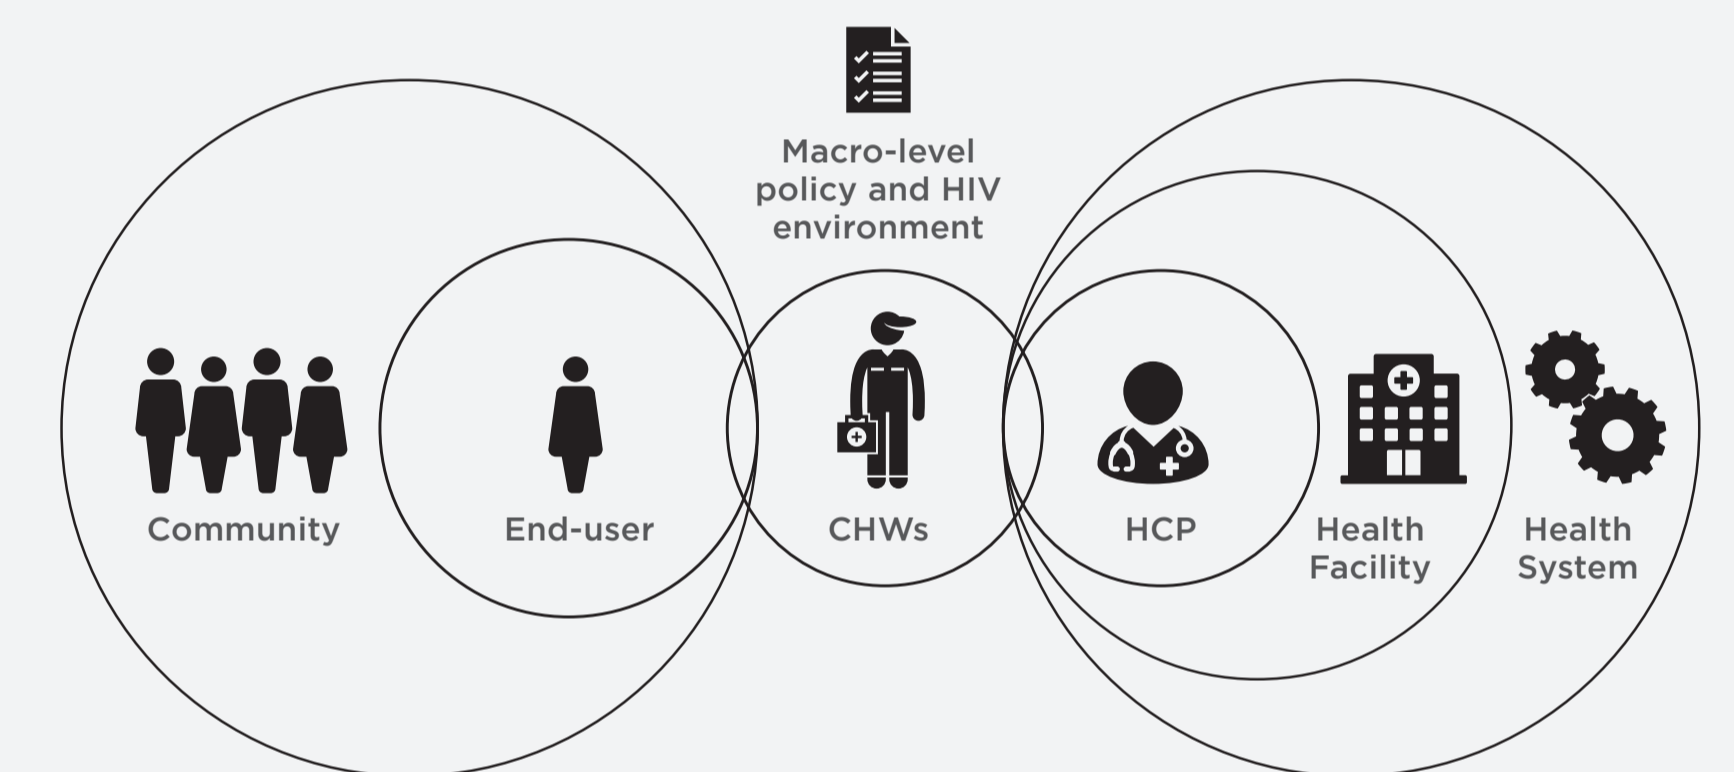 Macro-level
policy and HIV
environment
Community
End-user
CHWs
HCP
Health
Facility
Health
System